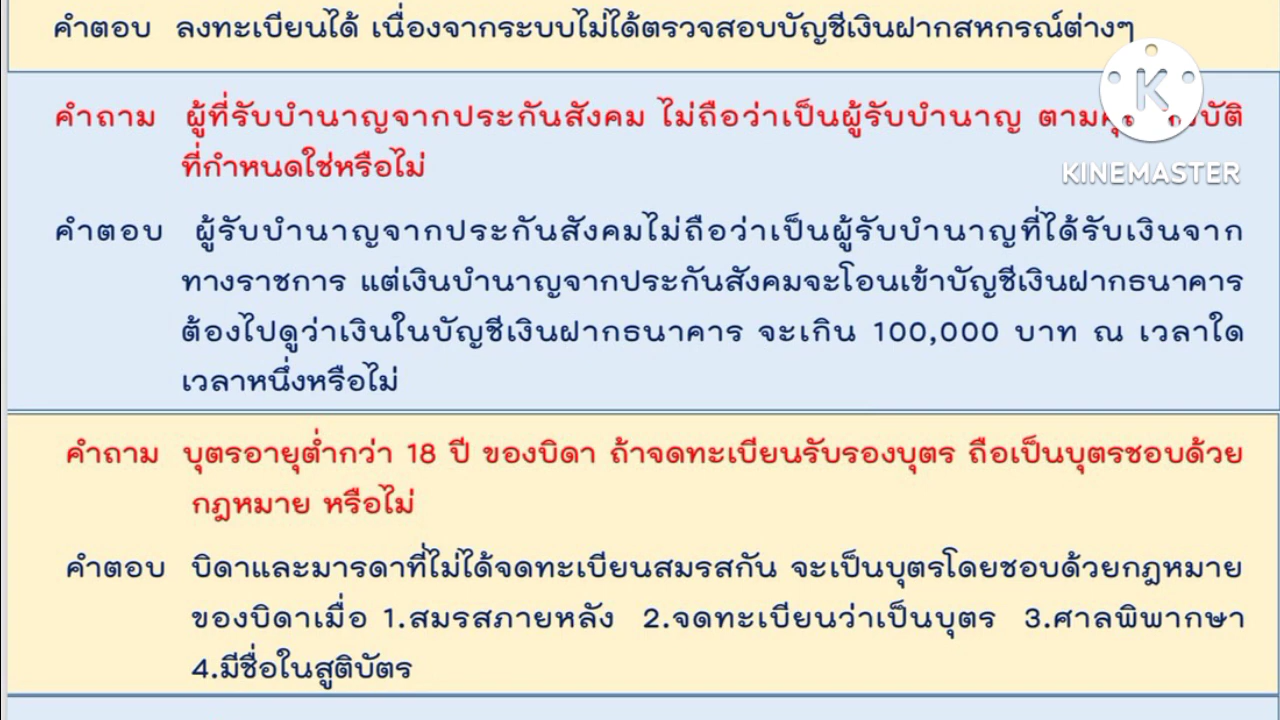 คำตอบ ลงทะเบียนได้ เนื่องจากระบบไม่ได้ตรวจสอบบัญชีเงินฝากสหกรณ์ต่างๆ
คำถาม ผู้ที่รับบำนาญจากประกันสังคม ไม่ถือว่าเป็นผู้รับบำนาญ
ที่กำหนดใช่หรือไม่
K
KINEMASTER
คำตอบ ผู้รับบำนาญจากประกันสังคมไม่ถือว่าเป็นผู้รับบำนาญที่ได้รับเงินจาก
ทางราชการ แต่เงินบำนาญจากประกันสังคมจะโอนเข้าบัญชีเงินฝากธนาคาร
ต้องไปดูว่าเงินในบัญชีเงินฝากธนาคาร จะเกิน 100,000 บาท ณ เวลาใด
เวลาหนึ่งหรือไม่
คำถาม บุตรอายุต่ำกว่า 18 ปี ของบิดา ถ้าจดทะเบียนรับรองบุตร ถือเป็นบุตรชอบด้วย
กฎหมาย หรือไม่
คำตอบ บิดาและมารดาที่ไม่ได้จดทะเบียนสมรสกัน จะเป็นบุตรโดยชอบด้วยกฎหมาย
ของบิดาเมื่อ 1.สมรสภายหลัง 2.จดทะเบียนว่าเป็นบุตร 3.ศาลพิพากษา
4.มีชื่อในสูติบัตร